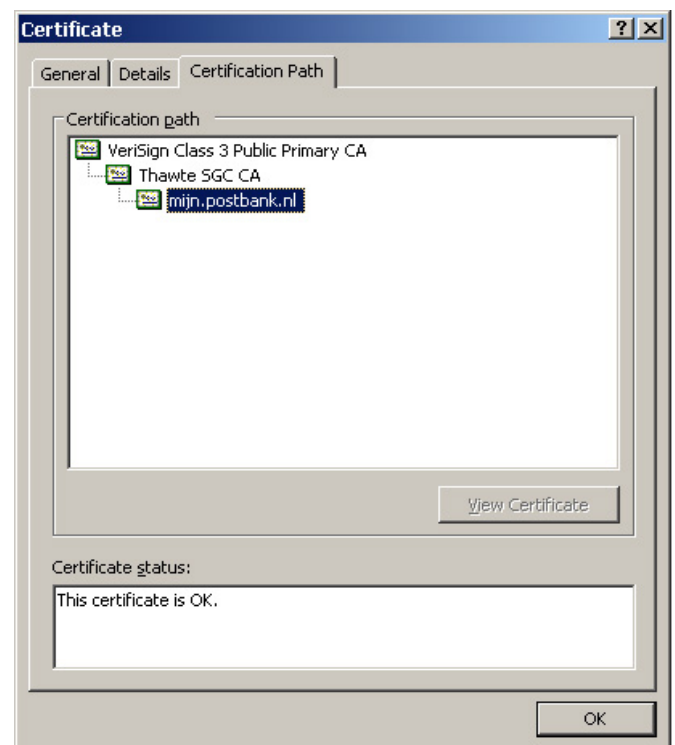 Certificate
General Details Certification Path
Certification path
VeriSign Class 3 Public Primary CA
Thawte SGC CA
mijn.postbank.nl
View Certificate
Certificate status:
This certificate is OK.
OK